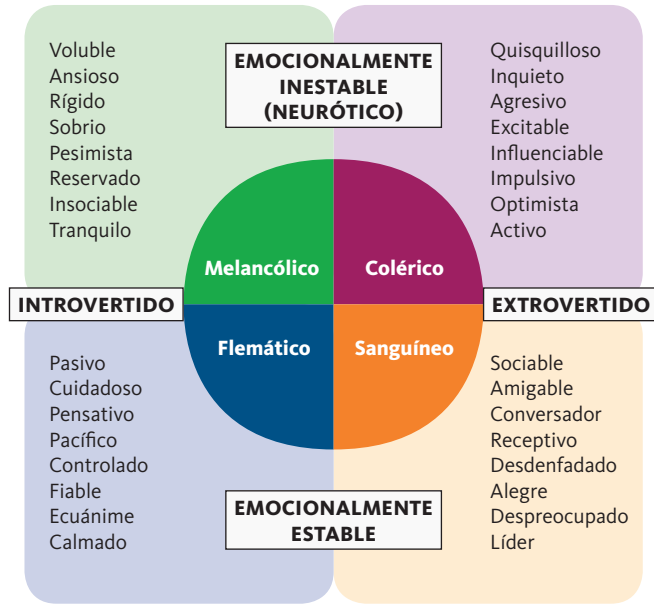 Voluble
Ansioso
Rígido
Sobrio
Pesimista
Reservado
Insociable
Tranquilo
EMOCIONALMENTE
INESTABLE
(NEURÓTICO)
Quisquilloso
Inquieto
Agresivo
Excitable
Influenciable
Impulsivo
Optimista
Activo
Melancólico
Colérico
INTROVERTIDO
EXTROVERTIDO
Flemático
Sanguíneo
Pasivo
Cuidadoso
Pensativo
Pacífico
Controlado
Fiable
Ecuánime
Calmado
EMOCIONALMENTE
ESTABLE
Sociable
Amigable
Conversador
Receptivo
Desdenfadado
Alegre
Despreocupado
Líder